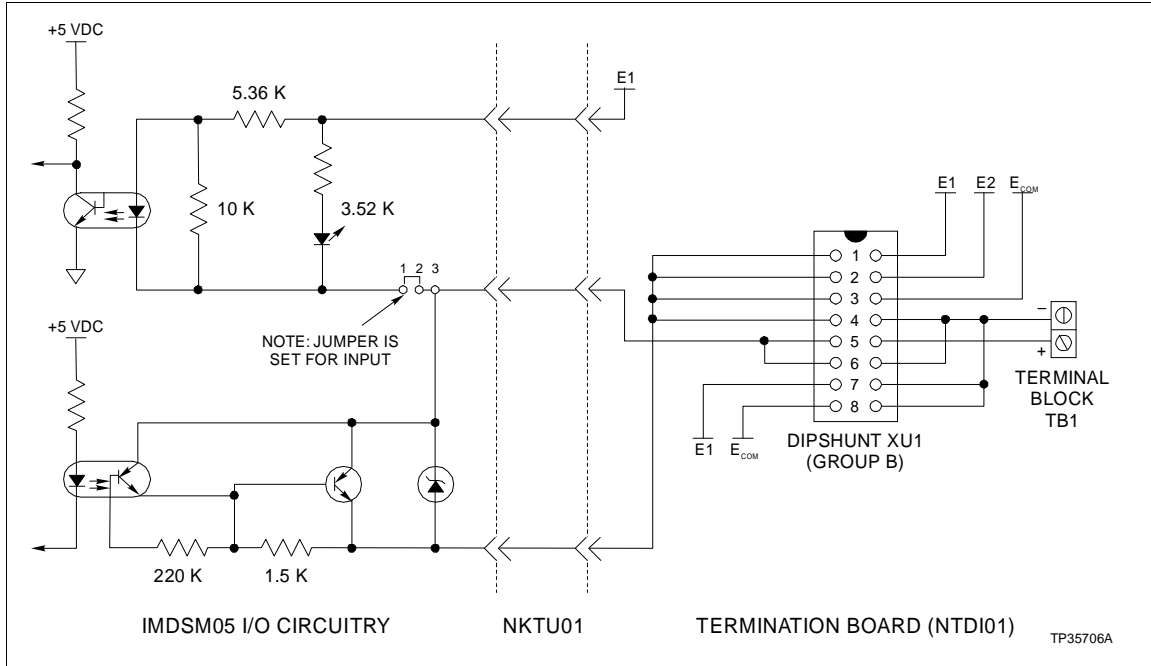 +5 VDC
5.36 K
E1
10 K
3.52 K
1 2 3
NOTE: JUMPER IS
SET FOR INPUT
+5 VDC
220 K
1.5 K
E1 E2 ECOM
1
2
3
4
5
6
7
8
−
+
TERMINAL
BLOCK
TB1
E1 ECOM
DIPSHUNT XU1
(GROUP B)
IMDSM05 I/O CIRCUITRY
NKTU01
TERMINATION BOARD (NTDI01)
TP35706A